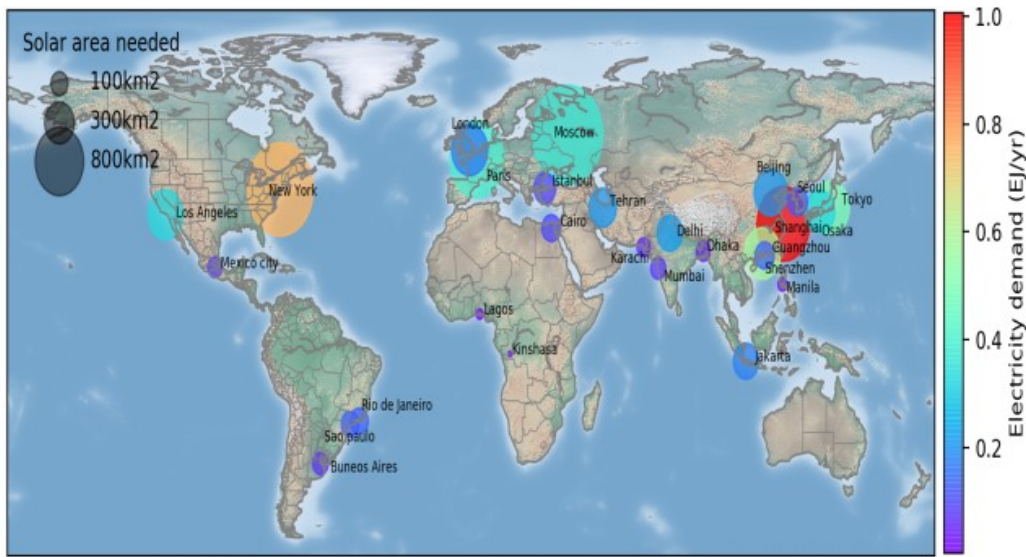 Solar area needed
100km2
300km2
800km2
London
Moscow
Paris
Istanbul
New York
Los Angeles
Mexico city
Cairo
Tehran
Beijing
Seoul
Tokyo
Osaka
Shanghai
Guangzhou
Shenzhen
Delhi
Dhaka
Karachi
Mumbai
Manila
Lagos
Kinshasa
Jakarta
Rio de Janeiro
Sao paulo
Buneos Aires
1.0
0.8
0.6
0.4
0.2
Electricity demand (EJ/yr)